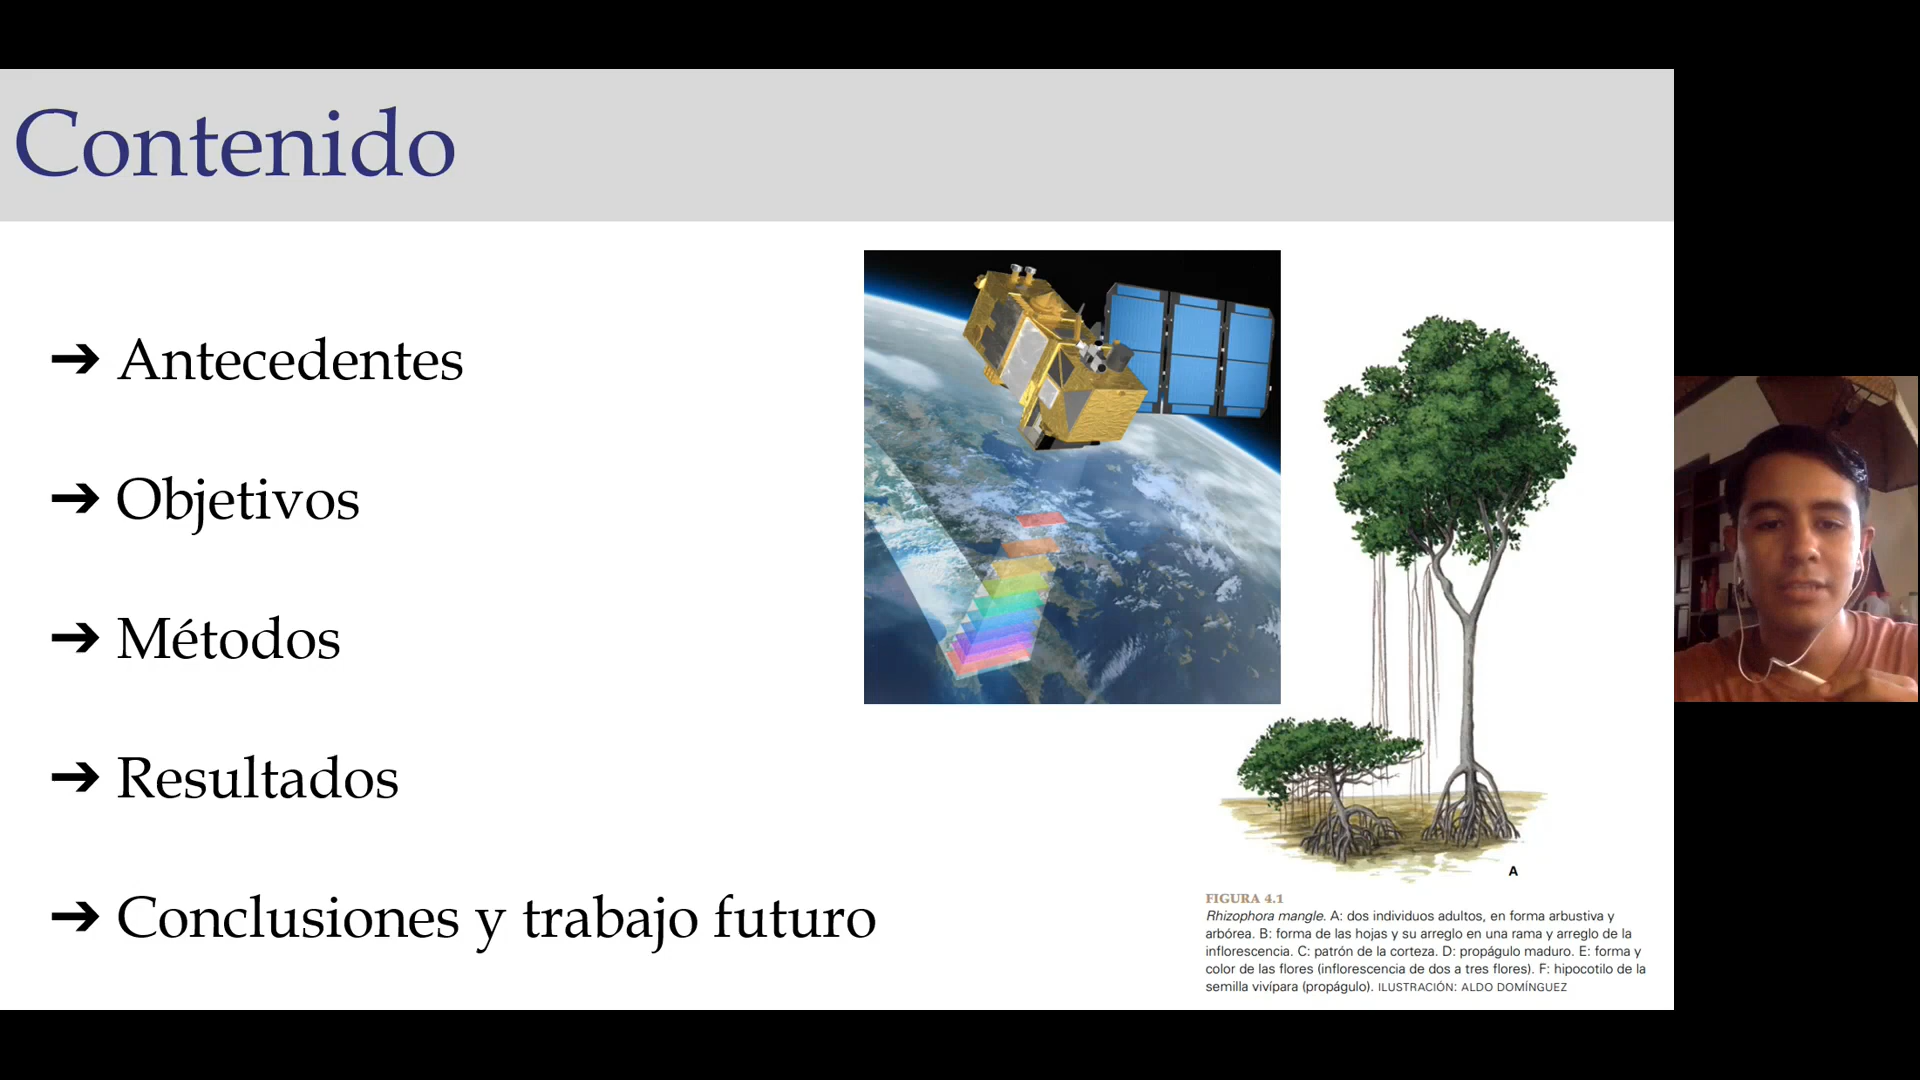 Contenido
➔ Antecedentes
➔ Objetivos
➔ Métodos
➔ Resultados
➔ Conclusiones y trabajo futuro
A
FIGURA 4.1
Rhizophora mangle. A: dos individuos adultos, en forma arbustiva y
arbórea. B: forma de las hojas y su arreglo en una rama y arreglo de la
inflorescencia. C: patrón de la corteza. D: propágulo maduro. E: forma y
color de las flores (inflorescencia de dos a tres flores). F: hipocotilo de la
semilla vivípara (propágulo). ILUSTRACIÓN: ALDO DOMÍNGUEZ